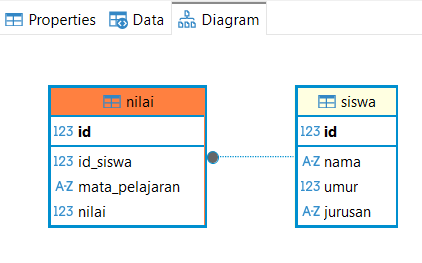 Properties Data Diagram
nilai
123 id
123 id_siswa
A-Z mata_pelajaran
123 nilai
siswa
123 id
A-Z nama
123 umur
A-Z jurusan